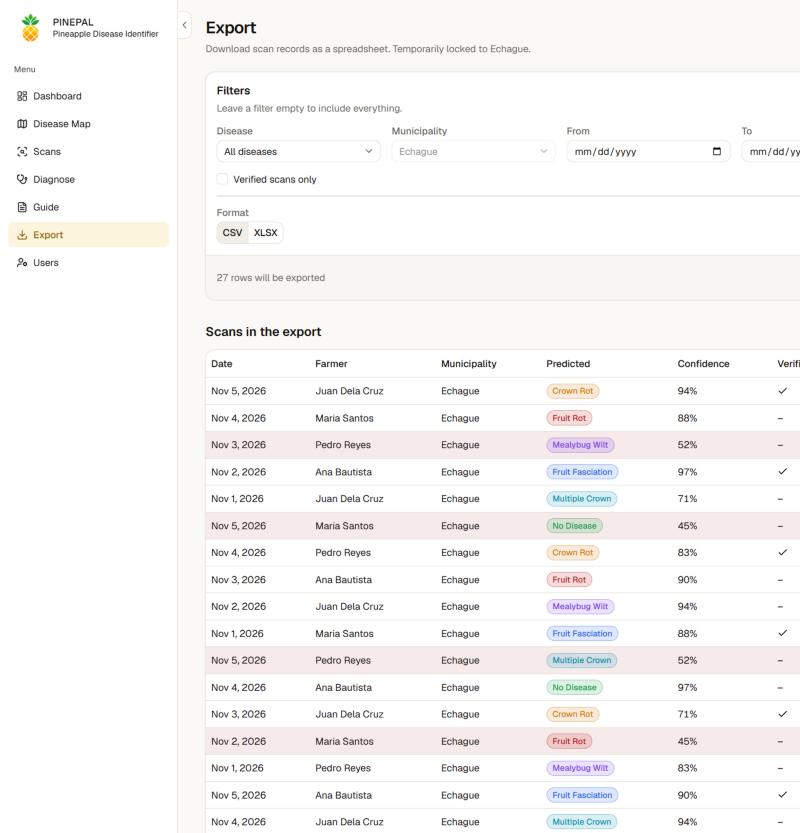 PINEPAL
Pineapple Disease Identifier
Menu
Dashboard
Disease Map
Scans
Diagnose
Guide
Export
Users
Export
Download scan records as a spreadsheet. Temporarily locked to Echague.
Filters
Leave a filter empty to include everything.
Disease Municipality From To
All diseases Echague mm/dd/yyyy mm/dd/yy
Verified scans only
Format
CSV XLSX
27 rows will be exported
Scans in the export
Date Farmer Municipality Predicted Confidence Verifi
Nov 5, 2026 Juan Dela Cruz Echague Crown Rot 94% ✓
Nov 4, 2026 Maria Santos Echague Fruit Rot 88% –
Nov 3, 2026 Pedro Reyes Echague Mealybug Wilt 52% –
Nov 2, 2026 Ana Bautista Echague Fruit Fasciation 97% ✓
Nov 1, 2026 Juan Dela Cruz Echague Multiple Crown 71% –
Nov 5, 2026 Maria Santos Echague No Disease 45% –
Nov 4, 2026 Pedro Reyes Echague Crown Rot 83% ✓
Nov 3, 2026 Ana Bautista Echague Fruit Rot 90% –
Nov 2, 2026 Juan Dela Cruz Echague Mealybug Wilt 94% –
Nov 1, 2026 Maria Santos Echague Fruit Fasciation 88% ✓
Nov 5, 2026 Pedro Reyes Echague Multiple Crown 52% –
Nov 4, 2026 Ana Bautista Echague No Disease 97% –
Nov 3, 2026 Juan Dela Cruz Echague Crown Rot 71% ✓
Nov 2, 2026 Maria Santos Echague Fruit Rot 45% –
Nov 1, 2026 Pedro Reyes Echague Mealybug Wilt 83% –
Nov 5, 2026 Ana Bautista Echague Fruit Fasciation 90% ✓
Nov 4, 2026 Juan Dela Cruz Echague Multiple Crown 94% –